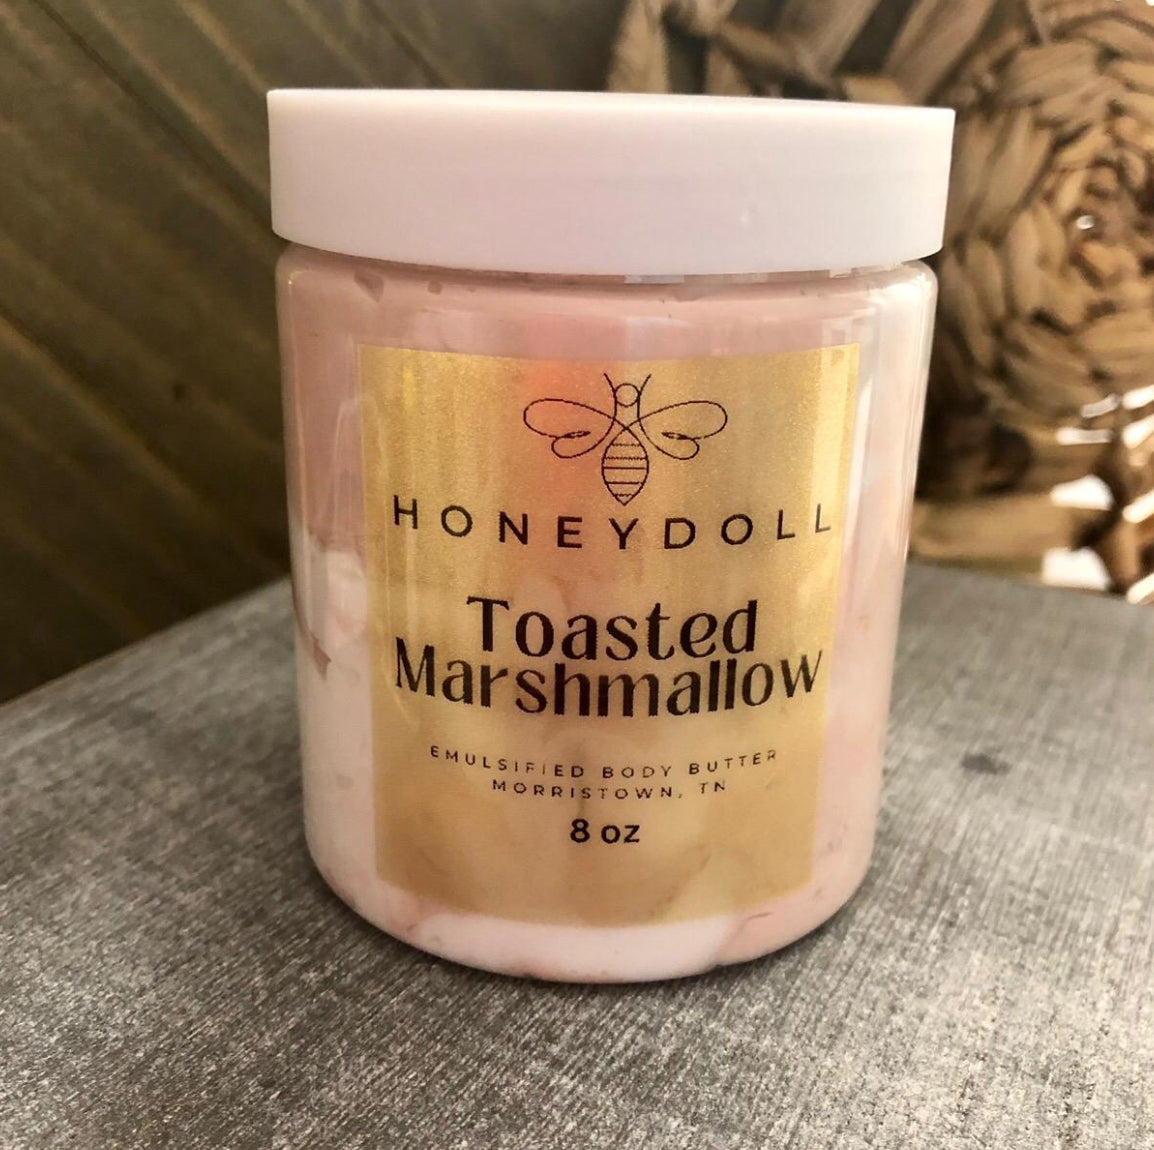 HONEYDOLL
Toasted
Marshmallow
EMULSIFIED BODY BUTTER
MORRISTOWN, TN
8 oz